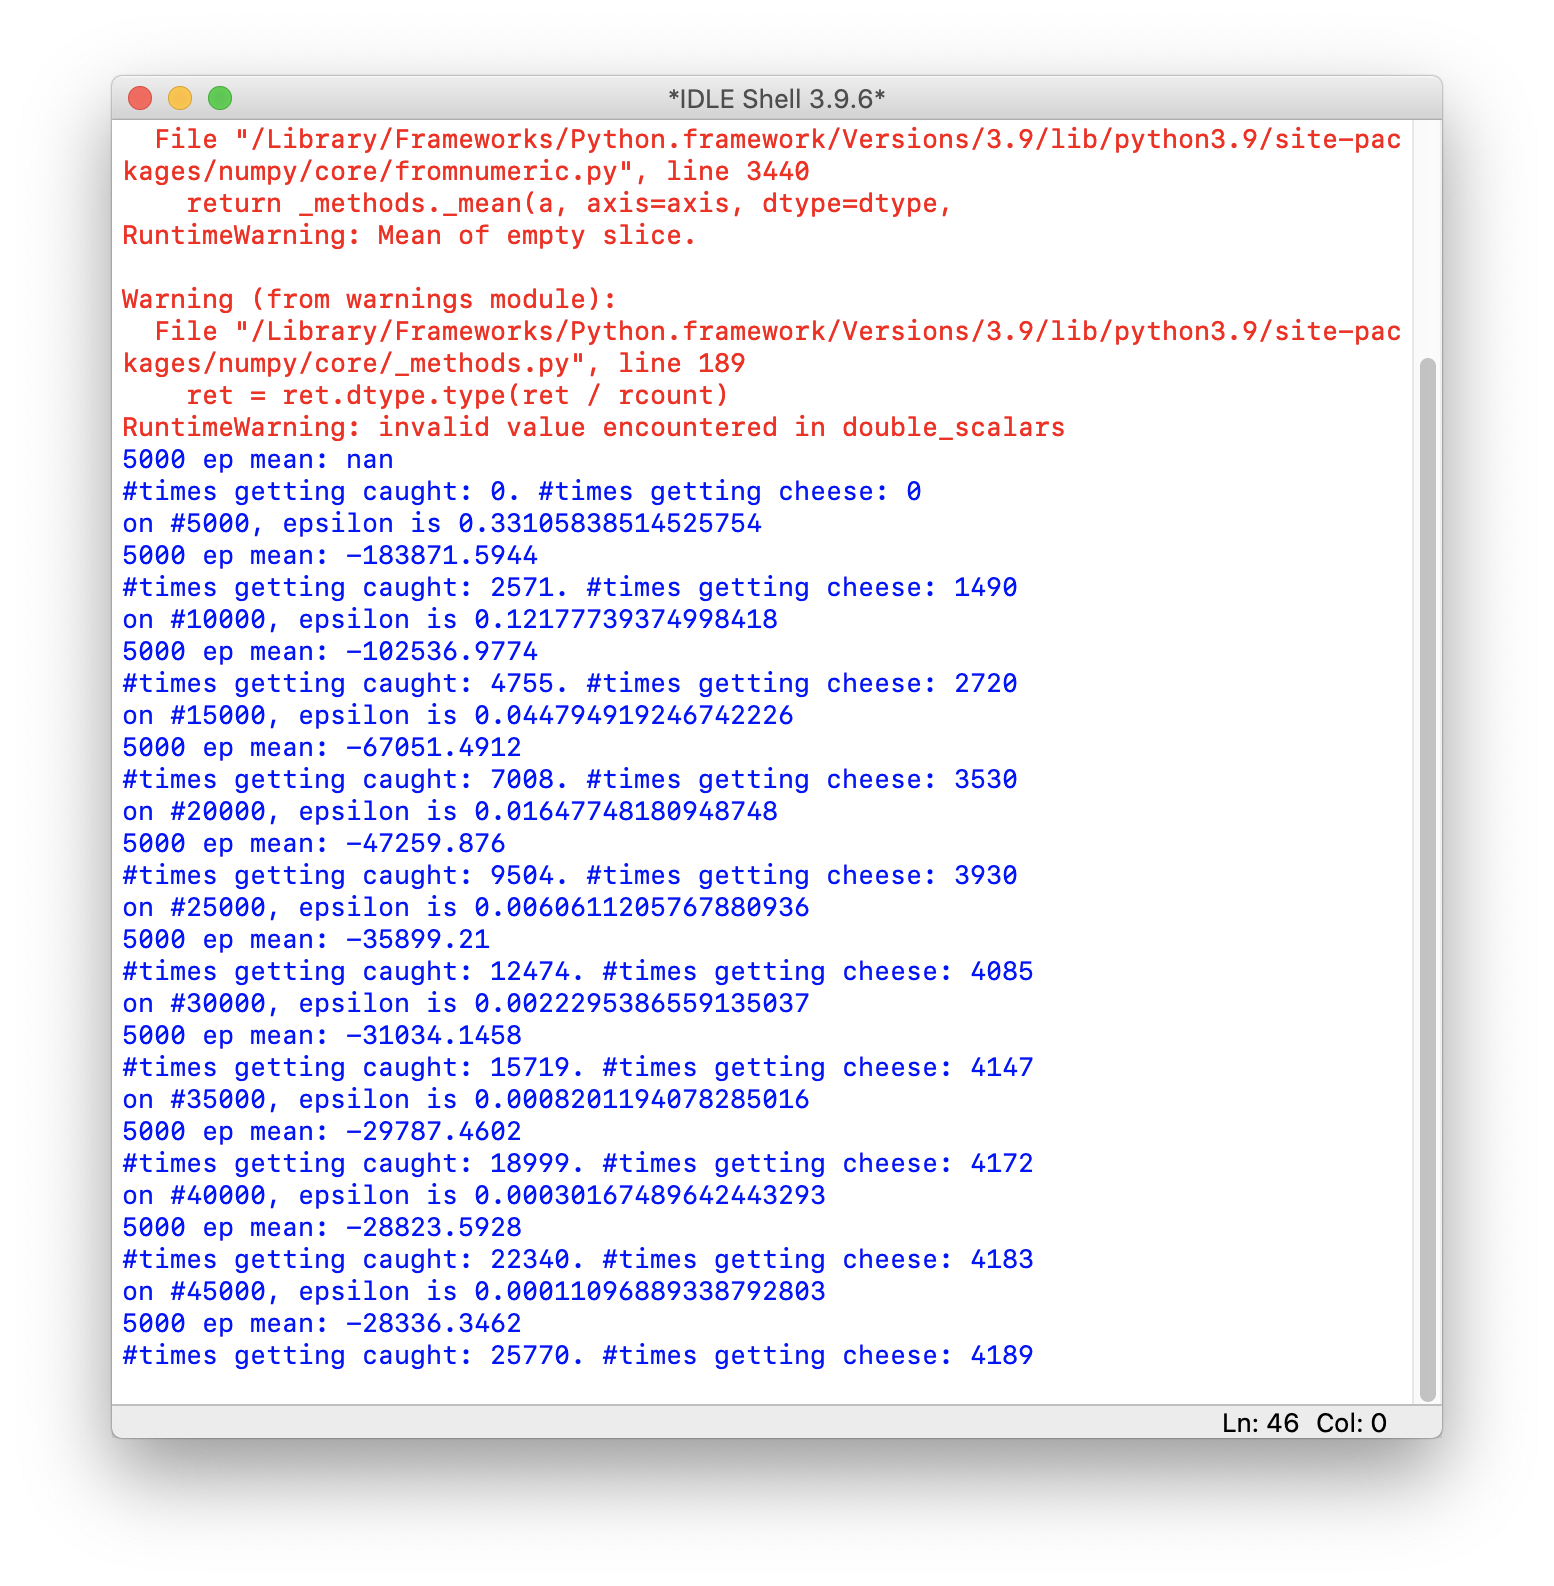 *IDLE Shell 3.9.6*
  File "/Library/Frameworks/Python.framework/Versions/3.9/lib/python3.9/site-pac
kages/numpy/core/fromnumeric.py", line 3440
    return _methods._mean(a, axis=axis, dtype=dtype,
RuntimeWarning: Mean of empty slice.

Warning (from warnings module):
  File "/Library/Frameworks/Python.framework/Versions/3.9/lib/python3.9/site-pac
kages/numpy/core/_methods.py", line 189
    ret = ret.dtype.type(ret / rcount)
RuntimeWarning: invalid value encountered in double_scalars
5000 ep mean: nan
#times getting caught: 0. #times getting cheese: 0
on #5000, epsilon is 0.33105838514525754
5000 ep mean: -183871.5944
#times getting caught: 2571. #times getting cheese: 1490
on #10000, epsilon is 0.12177739374998418
5000 ep mean: -102536.9774
#times getting caught: 4755. #times getting cheese: 2720
on #15000, epsilon is 0.044794919246742226
5000 ep mean: -67051.4912
#times getting caught: 7008. #times getting cheese: 3530
on #20000, epsilon is 0.01647748180948748
5000 ep mean: -47259.876
#times getting caught: 9504. #times getting cheese: 3930
on #25000, epsilon is 0.0060611205767880936
5000 ep mean: -35899.21
#times getting caught: 12474. #times getting cheese: 4085
on #30000, epsilon is 0.0022295386559135037
5000 ep mean: -31034.1458
#times getting caught: 15719. #times getting cheese: 4147
on #35000, epsilon is 0.0008201194078285016
5000 ep mean: -29787.4602
#times getting caught: 18999. #times getting cheese: 4172
on #40000, epsilon is 0.00030167489642443293
5000 ep mean: -28823.5928
#times getting caught: 22340. #times getting cheese: 4183
on #45000, epsilon is 0.00011096889338792803
5000 ep mean: -28336.3462
#times getting caught: 25770. #times getting cheese: 4189
Ln: 46 Col: 0